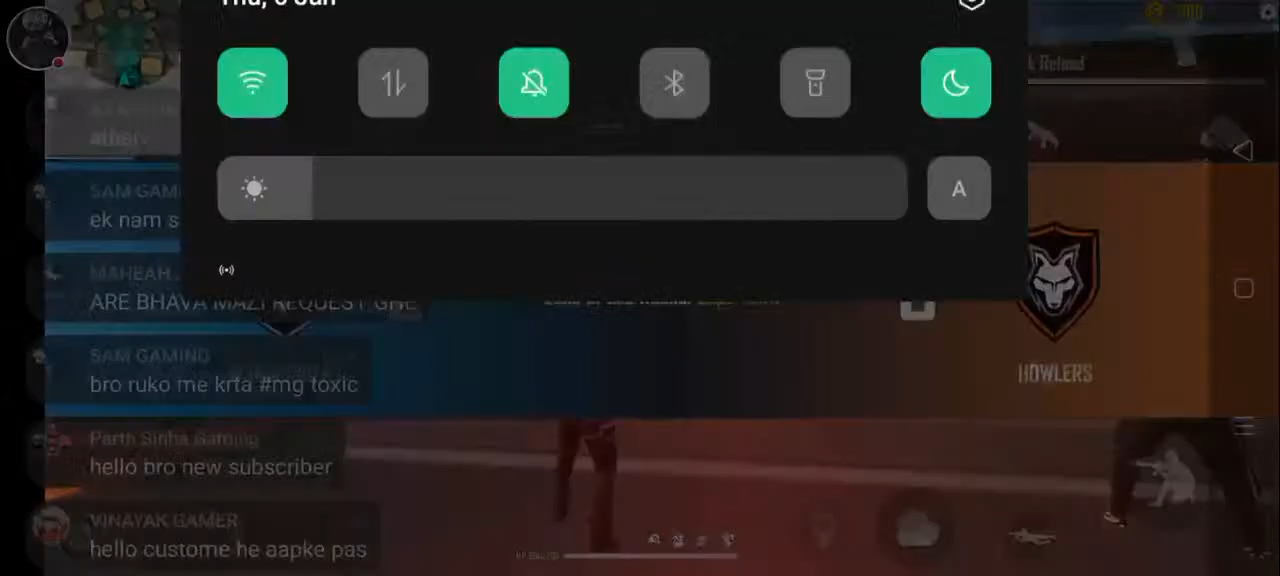 k Reload
SAM GAMI
ek nam s
A
MAHEAH
ARE BHAVA MAZI REQUEST GHE
SAM GAMING
bro ruko me krta #mg toxic
HOWLERS
Parth Sinha Gaming
hello bro new subscriber
VINAYAK GAMER
hello custome he aapke pas